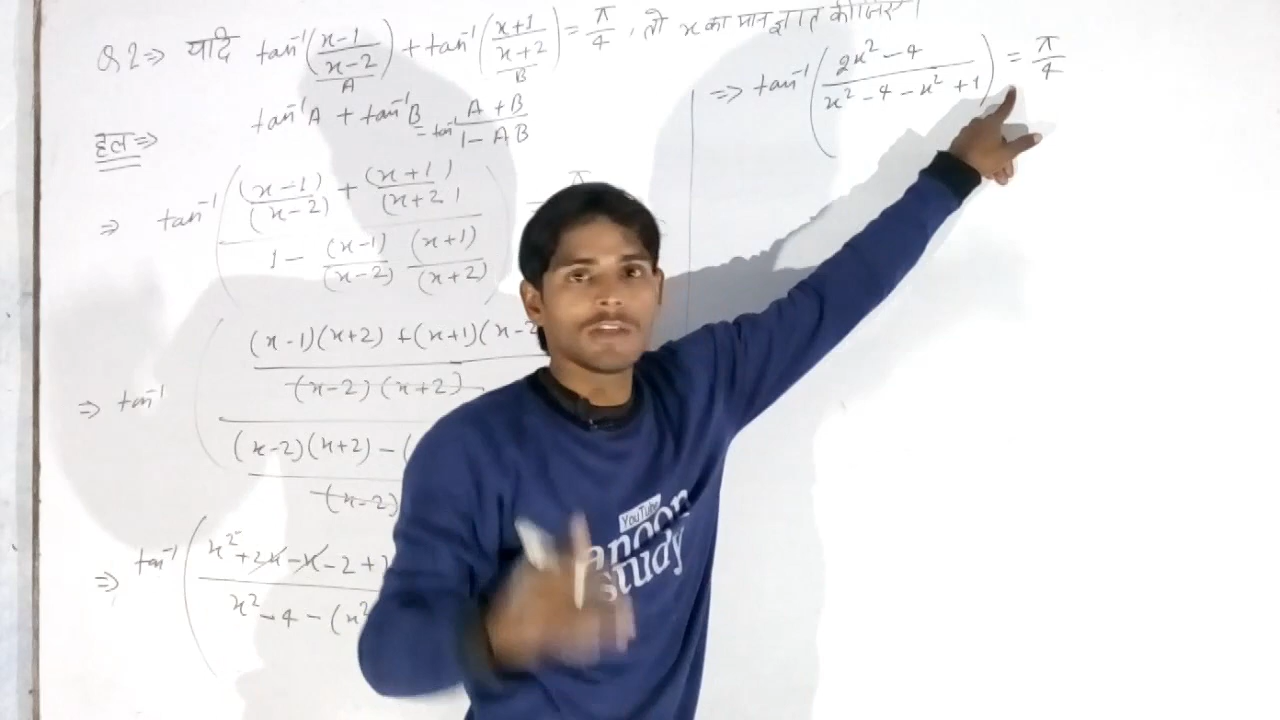 Q2⇒ यदि tan⁻¹((x-1)/(x-2)) + tan⁻¹((x+1)/(x+2)) = π/4, तो x का मान ज्ञात कीजिए।
A B
tan⁻¹A + tan⁻¹B = tan⁻¹ (A+B)/(1-AB)
हल⇒
⇒ tan⁻¹ (((x-1)/(x-2) + (x+1)/(x+2))/(1 - (x-1)/(x-2) (x+1)/(x+2)))
⇒ tan⁻¹ (((x-1)(x+2) + (x+1)(x-2
(x-2)(x+2)
(x-2)(x+2) - (
(x-2)
⇒ tan⁻¹ (x²+2x-x-2+
x²-4-(x²
⇒ tan⁻¹ ((2x²-4)/(x²-4-x²+1)) = π/4
YouTube
anoon
study